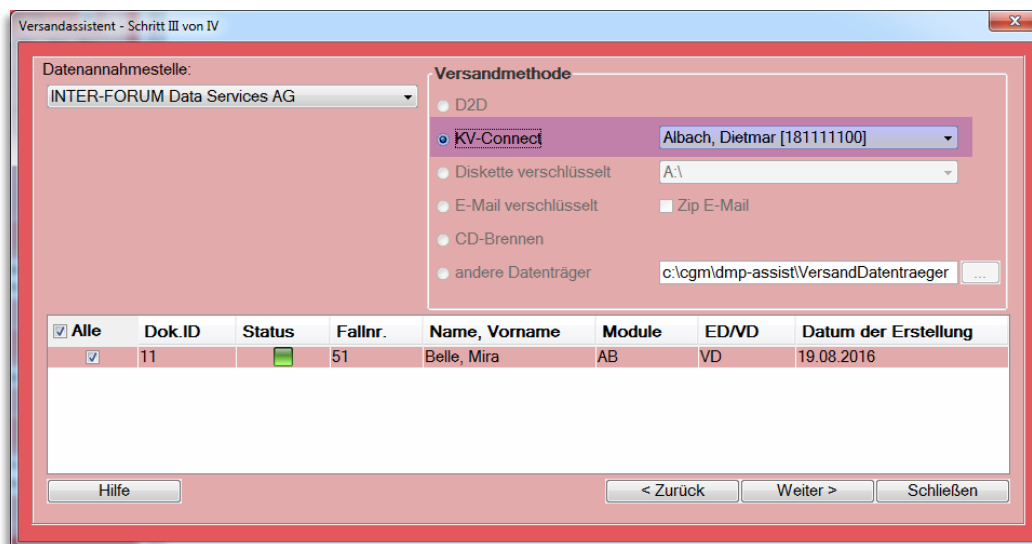 Versandassistent - Schritt III von IV
Datenannahmestelle:
INTER-FORUM Data Services AG
Versandmethode
D2D
KV-Connect Albach, Dietmar [181111100]
Diskette verschlüsselt A:\
E-Mail verschlüsselt Zip E-Mail
CD-Brennen
andere Datenträger c:\cgm\dmp-assist\VersandDatentraeger ...
Alle Dok.ID Status Fallnr. Name, Vorname Module ED/VD Datum der Erstellung
11 51 Belle, Mira AB VD 19.08.2016
Hilfe < Zurück Weiter > Schließen